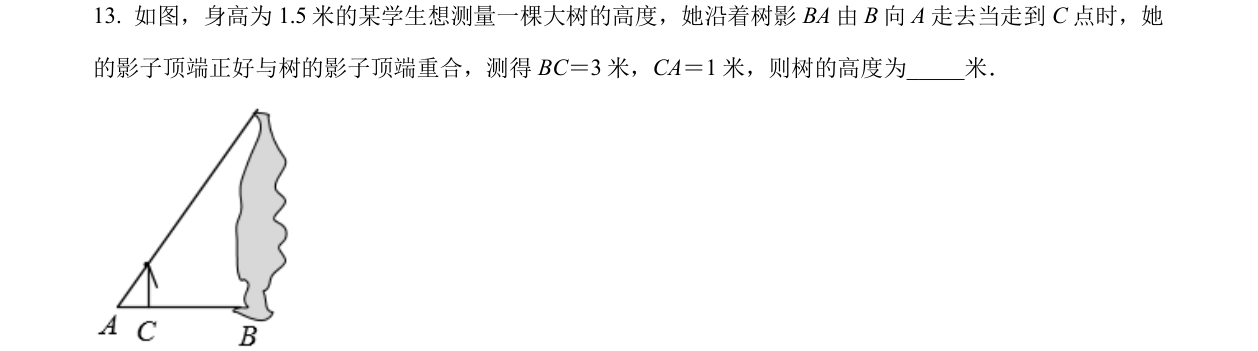 13. 如图，身高为 1.5 米的某学生想测量一棵大树的高度，她沿着树影 BA 由 B 向 A 走去当走到 C 点时，她
的影子顶端正好与树的影子顶端重合，测得 BC＝3 米，CA＝1 米，则树的高度为_____米．
A C B